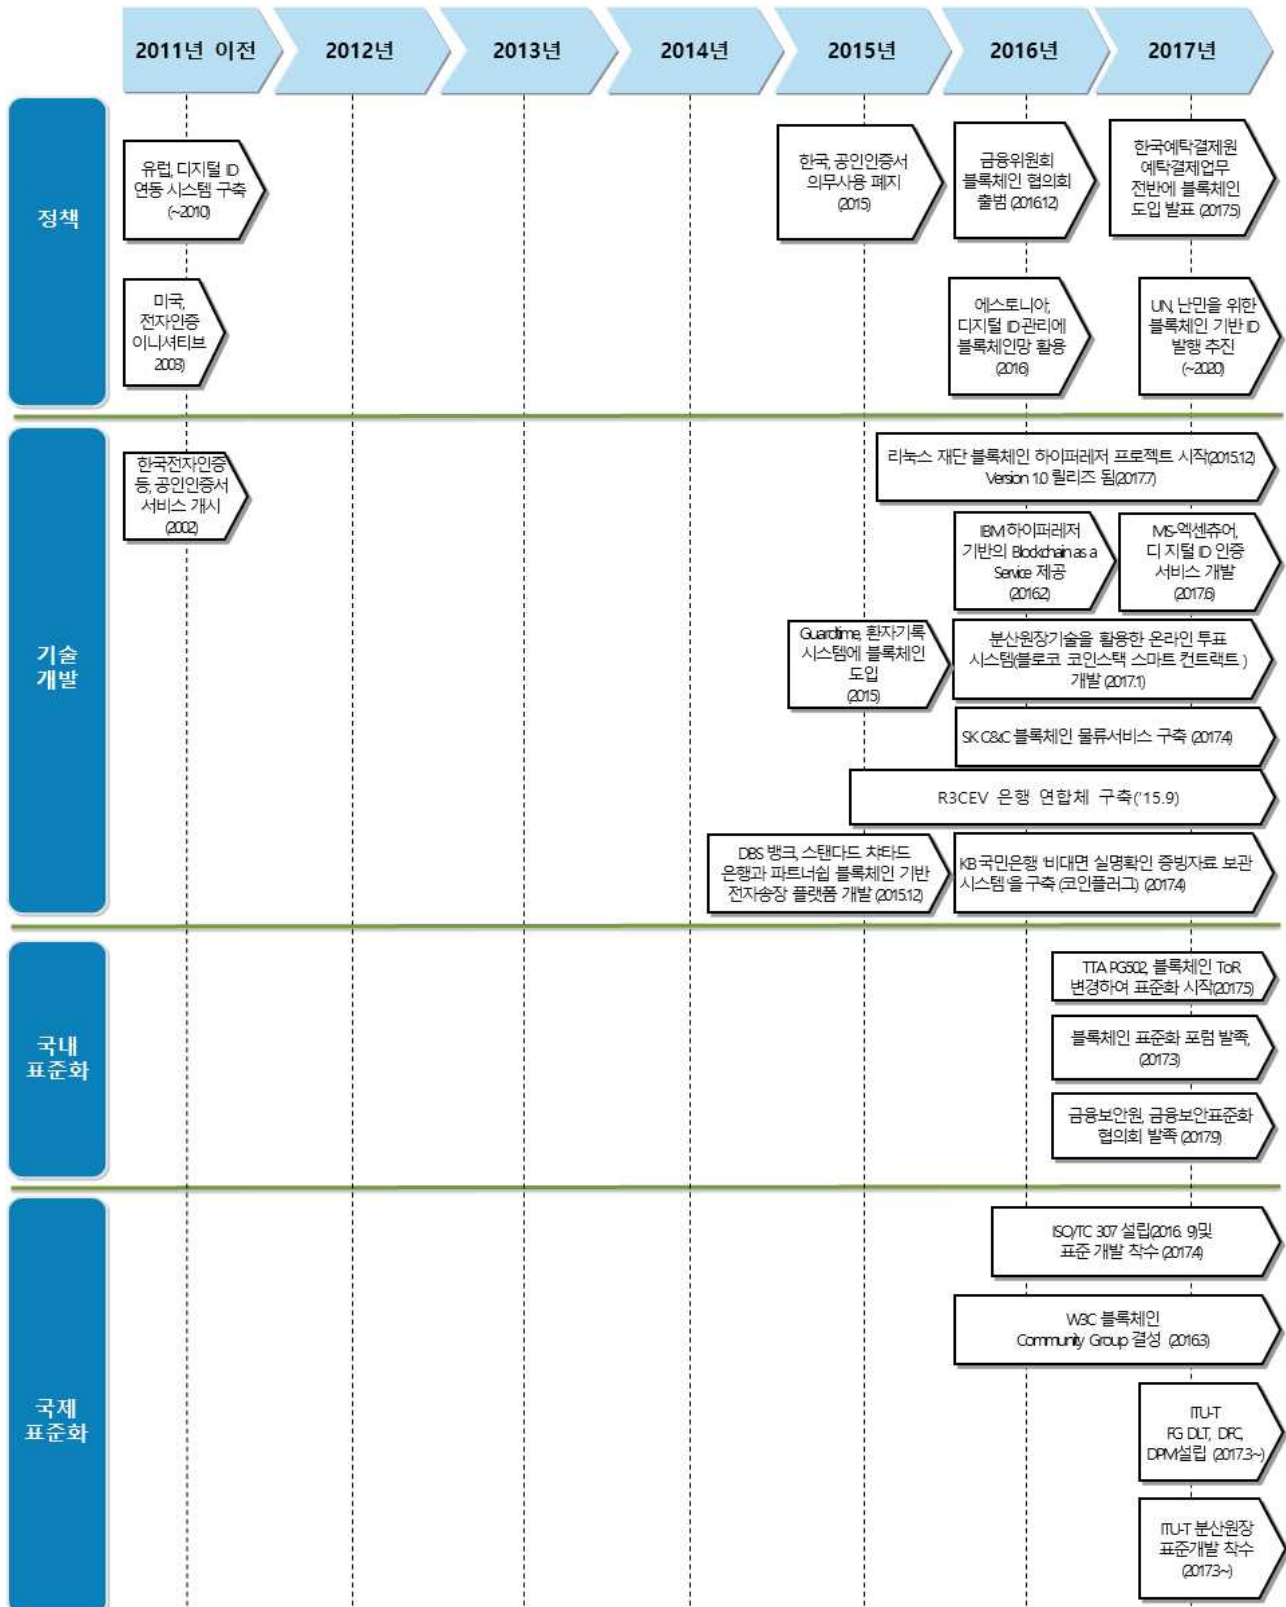 2011년 이전
2012년
2013년
2014년
2015년
2016년
2017년
정책
유럽, 디지털 ID
연동 시스템 구축
(~2010)
한국, 공인인증서
의무사용 폐지
(2015)
금융위원회
블록체인 협의회
출범 (2016.12)
한국예탁결제원
예탁결제업무
전반에 블록체인
도입 발표 (2017.5)
미국,
전자인증
이니셔티브
2003)
에스토니아,
디지털 ID관리에
블록체인망 활용
(2016)
UN, 난민을 위한
블록체인 기반 ID
발행 추진
(~2020)
기술
개발
한국전자인증
등, 공인인증서
서비스 개시
(2002)
리눅스 재단 블록체인 하이퍼레저 프로젝트 시작(2015.12)
Version 1.0 릴리즈 됨(2017.7)
IBM 하이퍼레저
기반의 Blockchain as a
Service 제공
(2016.2)
MS-엑센츄어,
디 지털 ID 인증
서비스 개발
(2017.6)
Guardtime, 환자기록
시스템에 블록체인
도입
(2015)
분산원장기술을 활용한 온라인 투표
시스템(블로코 코인스택 스마트 컨트랙트 )
개발 (2017.1)
SK C&C 블록체인 물류서비스 구축 (2017.4)
R3CEV 은행 연합체 구축('15.9)
DBS 뱅크, 스탠다드 챠타드
은행과 파트너쉽 블록체인 기반
전자송장 플랫폼 개발 (2015.12)
KB 국민은행 '비대면 실명확인 증빙자료 보관
시스템'을 구축 (코인플러그) (2017.4)
국내
표준화
TTA PG502, 블록체인 ToR
변경하여 표준화 시작(2017.5)
블록체인 표준화 포럼 발족,
(2017.3)
금융보안원, 금융보안표준화
협의회 발족 (2017.9)
국제
표준화
ISO/TC 307 설립(2016. 9)및
표준 개발 착수 (2017.4)
W3C 블록체인
Community Group 결성 (2016.3)
ITU-T
FG DLT, DFC,
DPM설립 (2017.3~)
ITU-T 분산원장
표준개발 착수
(2017.3~)